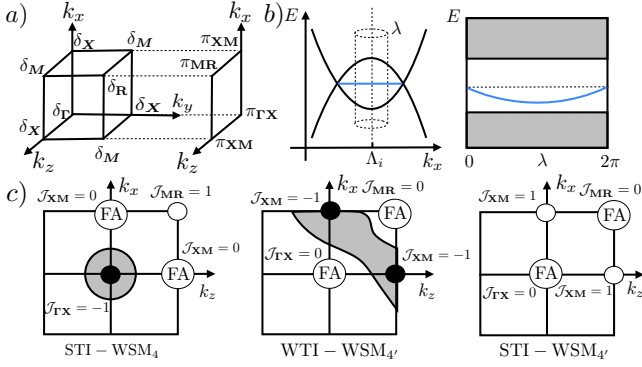 a)
k_x
δ_X
δ_M
π_XM
δ_M
δ_R
π_MR
δ_Γ
δ_X
k_y
π_ΓX
δ_X
δ_M
π_XM
k_z
k_z
k_x
b)
E
λ
Λ_i
k_x
E
0
λ
2π
c)
𝒥_XM = 0
k_x
𝒥_MR = 1
FA
𝒥_XM = 0
FA
k_z
𝒥_ΓX = −1
STI − WSM_4
𝒥_XM = −1
k_x
𝒥_MR = 0
FA
𝒥_ΓX = 0
𝒥_XM = −1
FA
k_z
WTI − WSM_4'
k_x
𝒥_XM = 1
𝒥_MR = 0
FA
FA
k_z
𝒥_ΓX = 0
𝒥_XM = 1
STI − WSM_4'